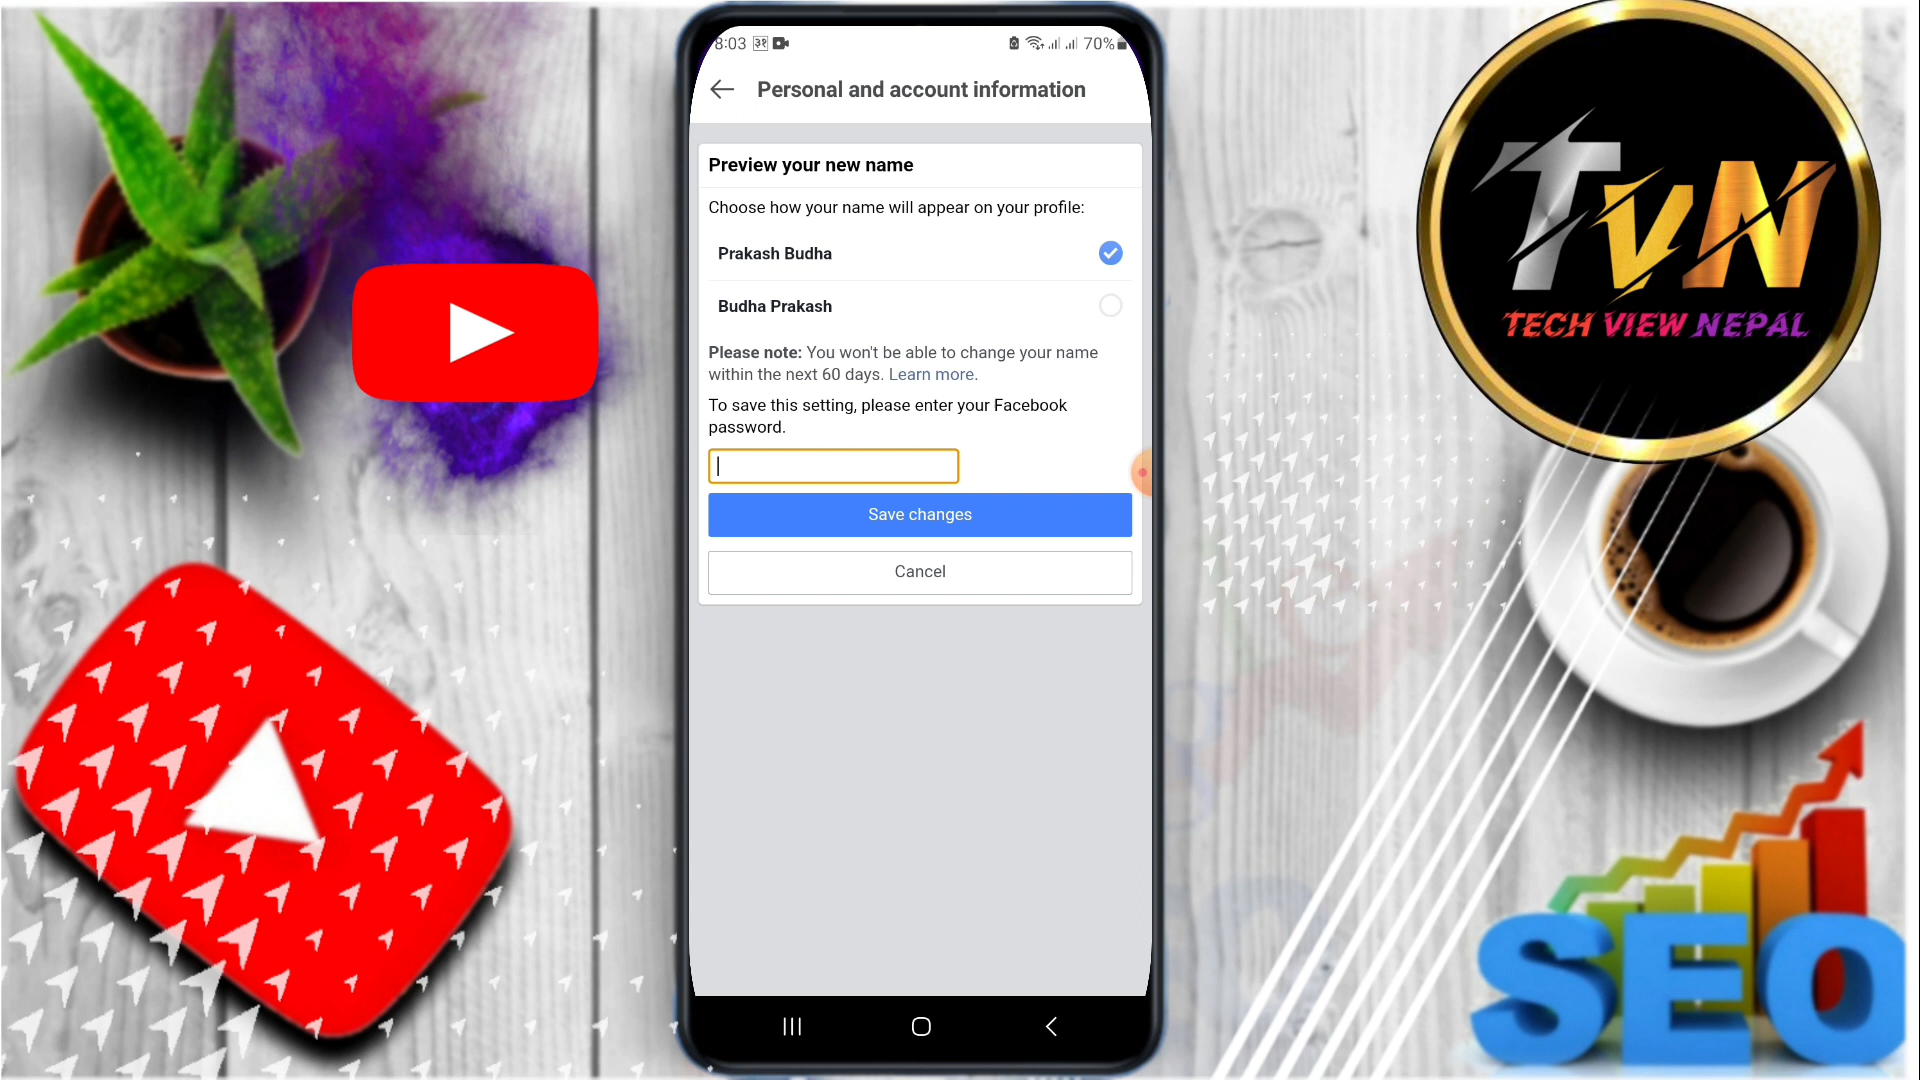 8:03 ३१ 70%
Personal and account information
Preview your new name
Choose how your name will appear on your profile:
Prakash Budha
Budha Prakash
Please note: You won't be able to change your name
within the next 60 days. Learn more.
To save this setting, please enter your Facebook
password.
Save changes
Cancel
TVN
TECH VIEW NEPAL
SEO